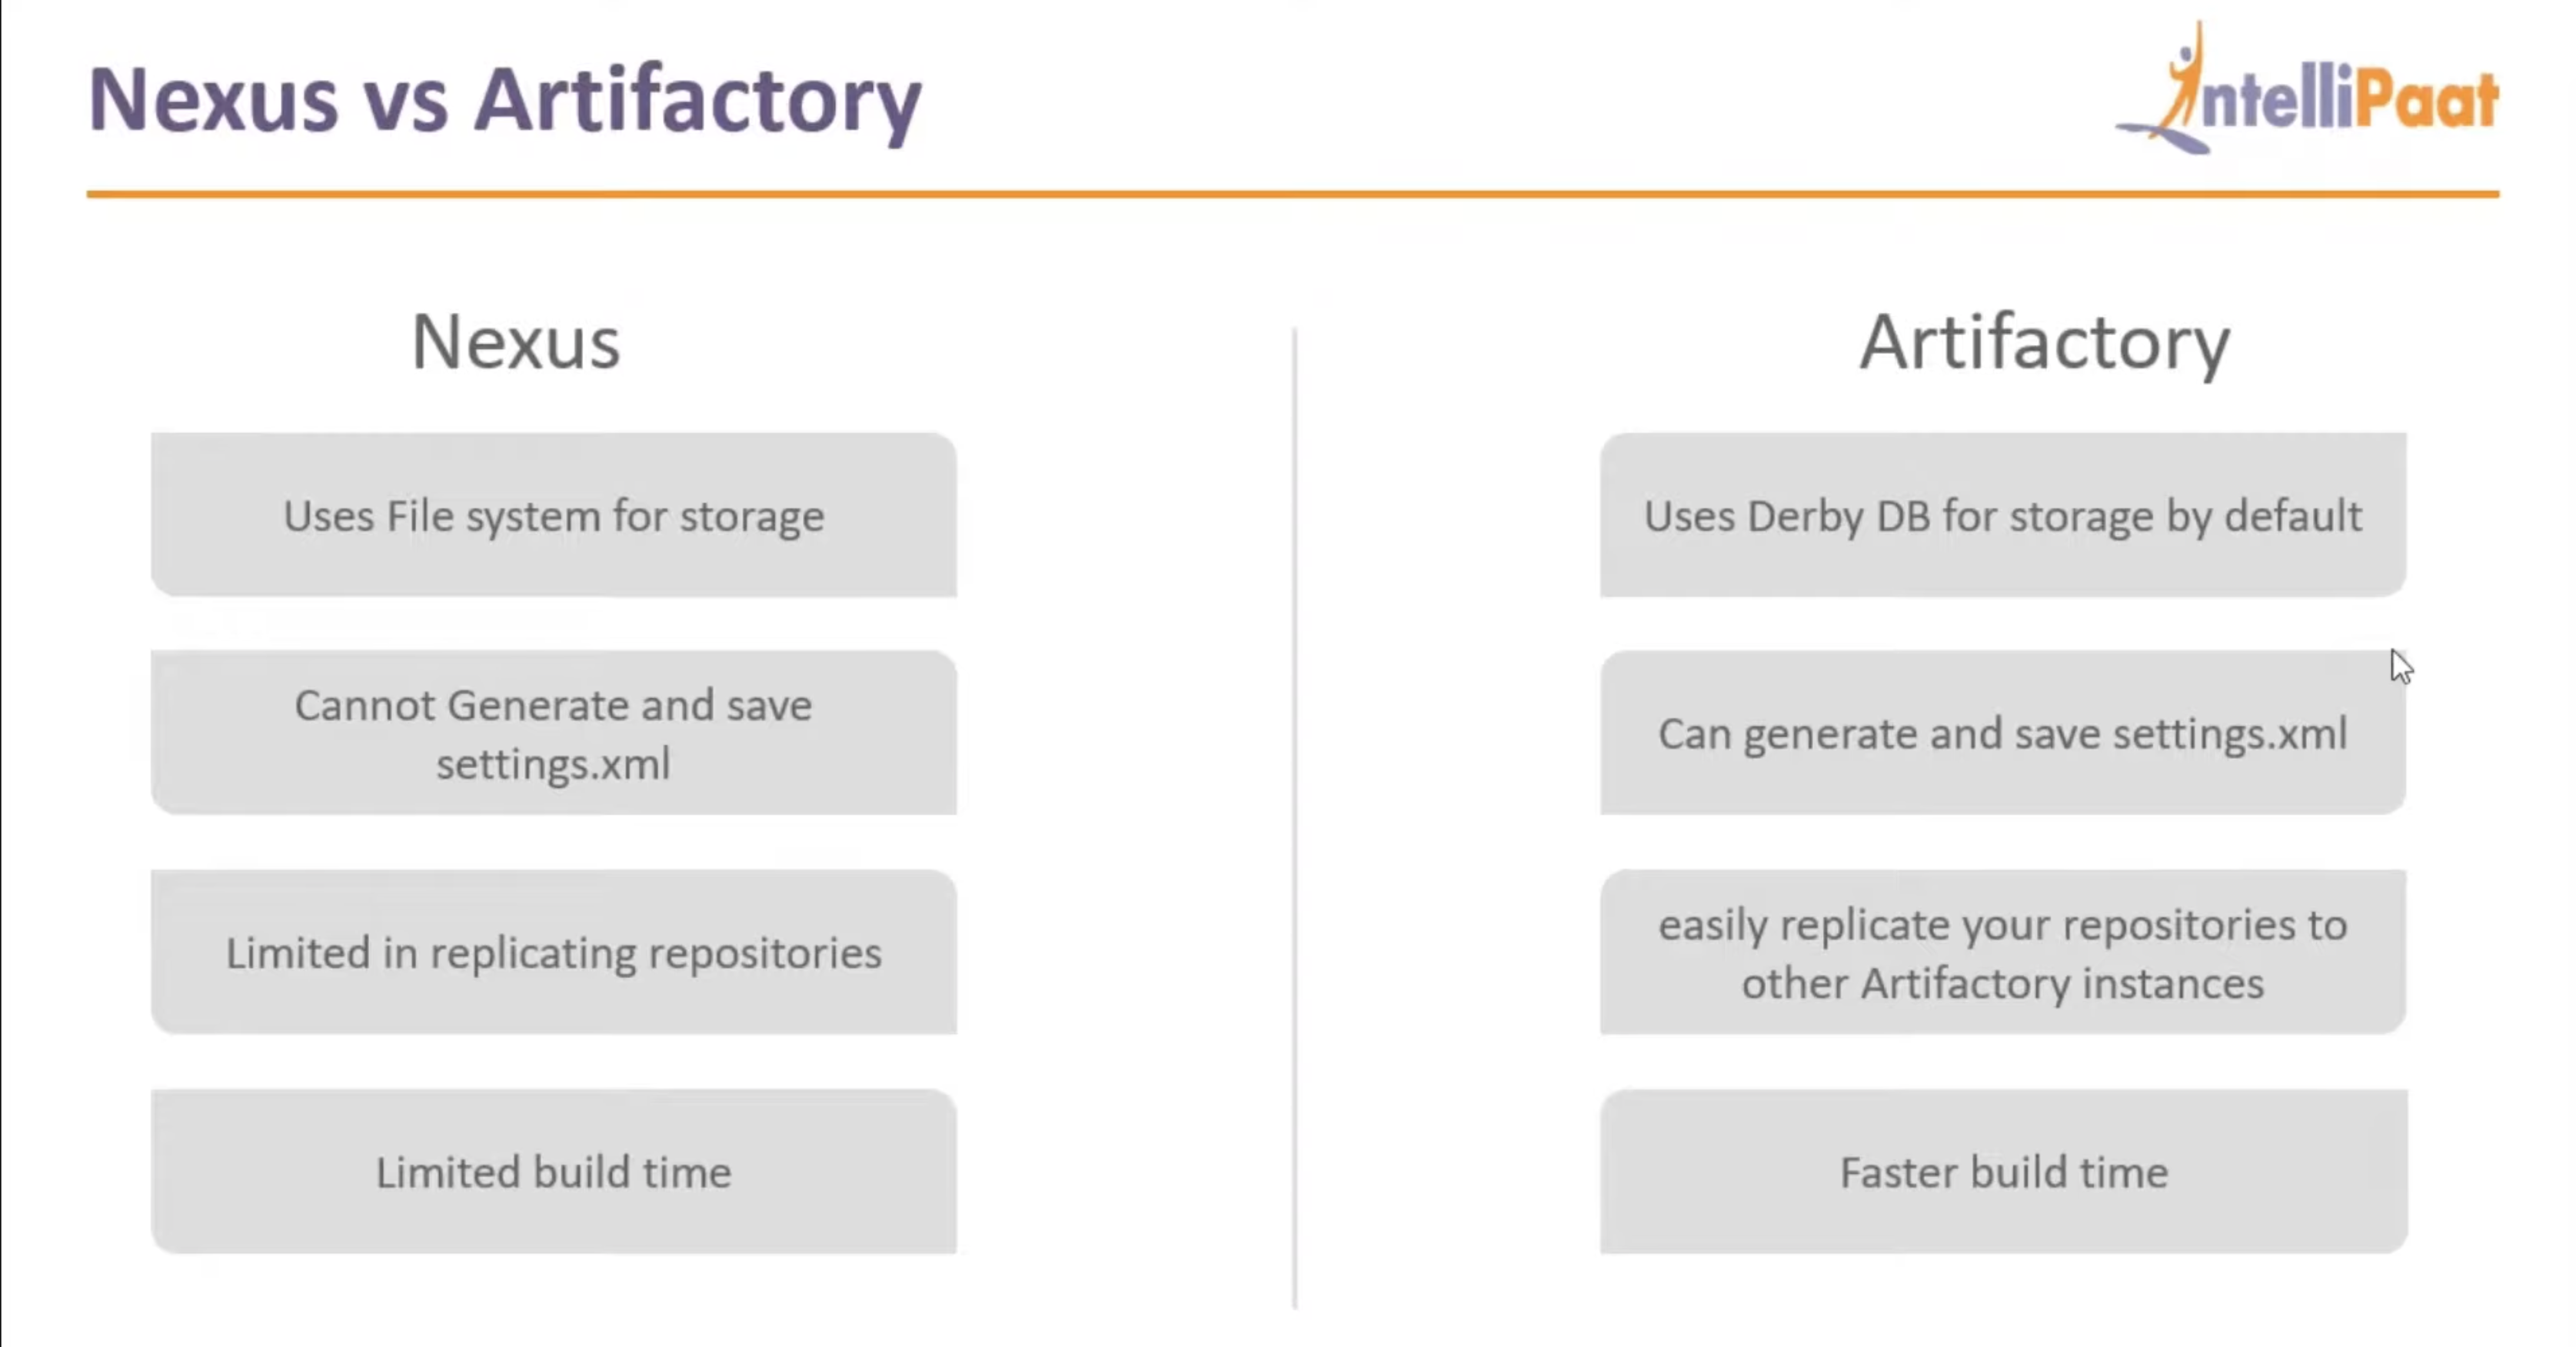 Nexus vs Artifactory
IntelliPaat
Nexus
Uses File system for storage
Cannot Generate and save
settings.xml
Limited in replicating repositories
Limited build time
Artifactory
Uses Derby DB for storage by default
Can generate and save settings.xml
easily replicate your repositories to
other Artifactory instances
Faster build time